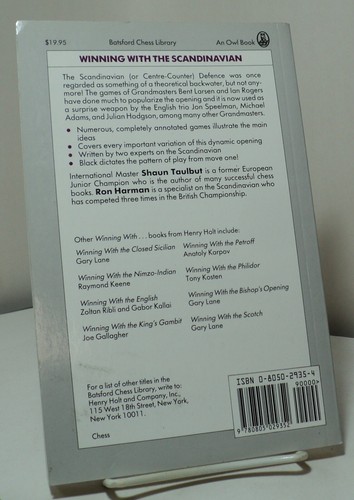 $19.95 Batsford Chess Library An Owl Book
WINNING WITH THE SCANDINAVIAN
The Scandinavian (or Centre-Counter) Defence was once
regarded as something of a theoretical backwater, but not any-
more! The games of Grandmasters Bent Larsen and Ian Rogers
have done much to popularize the opening and it is now used as
a surprise weapon by the English trio Jon Speelman, Michael
Adams, and Julian Hodgson, among many other Grandmasters.
• Numerous, completely annotated games illustrate the main
ideas
• Covers every important variation of this dynamic opening
• Written by two experts on the Scandinavian
• Black dictates the pattern of play from move one!
International Master Shaun Taulbut is a former European
Junior Champion who is the author of many successful chess
books. Ron Harman is a specialist on the Scandinavian who
has competed three times in the British Championship.
Other Winning With . . . books from Henry Holt include:
Winning With the Closed Sicilian
Gary Lane
Winning With the Nimzo-Indian
Raymond Keene
Winning With the English
Zoltan Ribli and Gabor Kallai
Winning With the King's Gambit
Joe Gallagher
Winning With the Petroff
Anatoly Karpov
Winning With the Philidor
Tony Kosten
Winning With the Bishop's Opening
Gary Lane
Winning With the Scotch
Gary Lane
For a list of other titles in the
Batsford Chess Library, write to:
Henry Holt and Company, Inc.,
115 West 18th Street, New York,
New York 10011.
Chess
ISBN 0-8050-2935-4
90000>
9 780805 029352